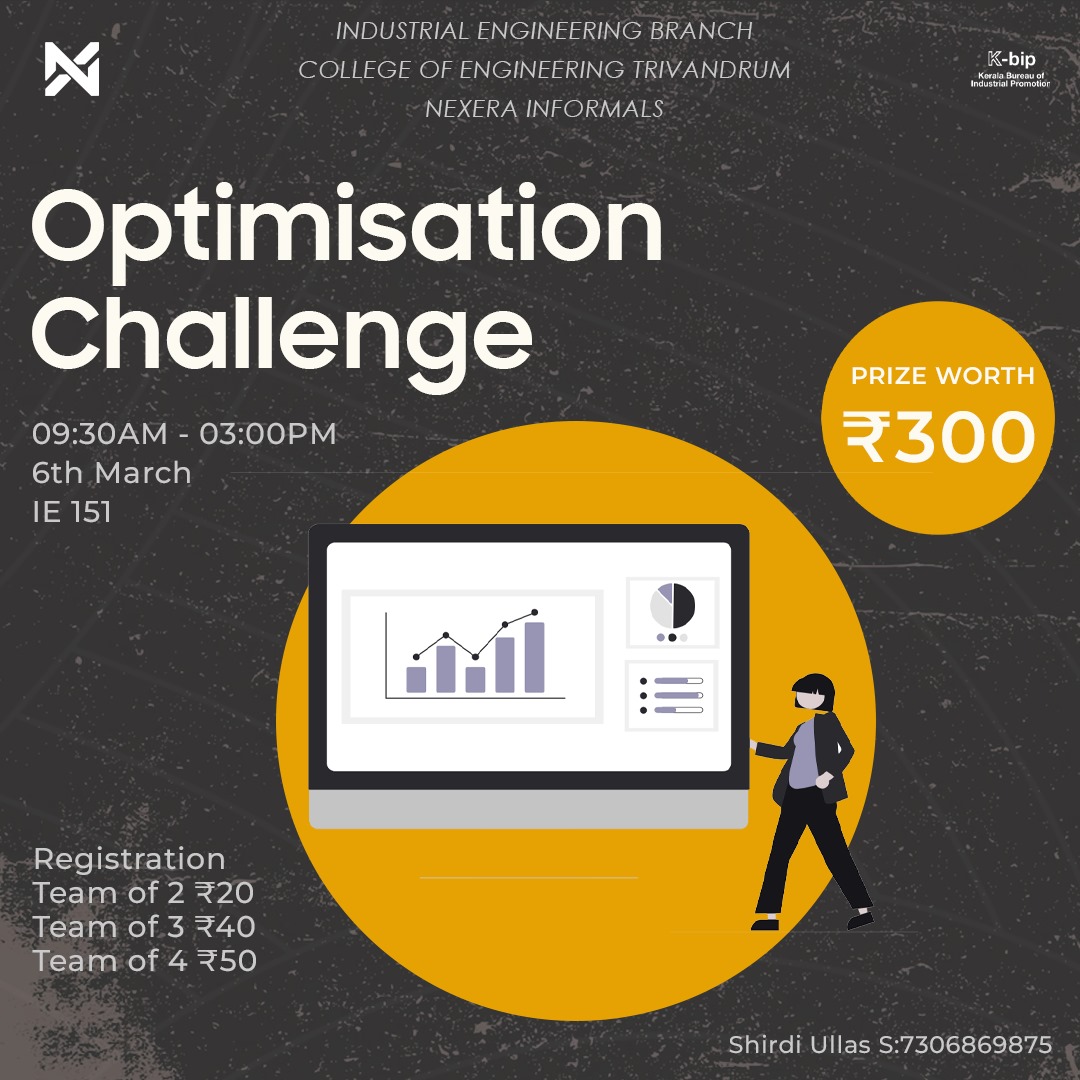 INDUSTRIAL ENGINEERING BRANCH
COLLEGE OF ENGINEERING TRIVANDRUM
NEXERA INFORMALS
K-bip
Kerala Bureau of
Industrial Promotion
Optimisation
Challenge
09:30AM - 03:00PM
6th March
IE 151
PRIZE WORTH
₹300
Registration
Team of 2 ₹20
Team of 3 ₹40
Team of 4 ₹50
Shirdi Ullas S:7306869875